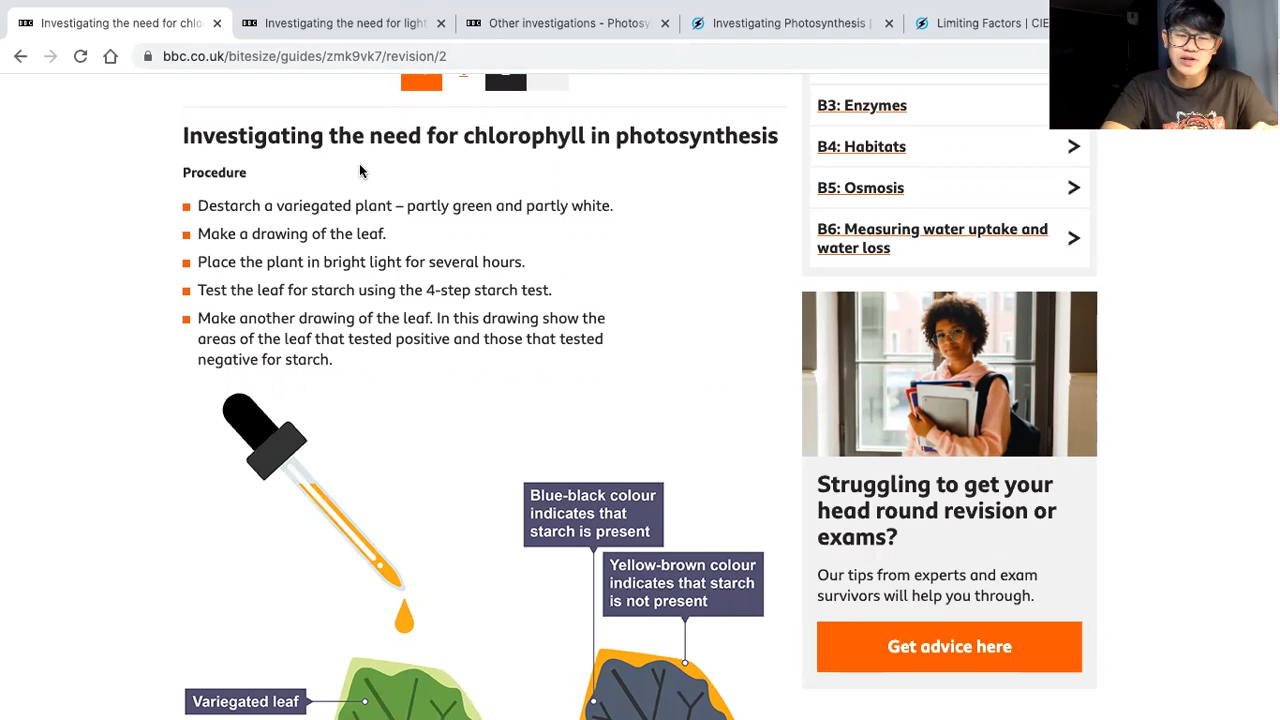 Investigating the need for chlo
Investigating the need for light
Other investigations - Photosy
Investigating Photosynthesis |
Limiting Factors | CIE
bbc.co.uk/bitesize/guides/zmk9vk7/revision/2
Investigating the need for chlorophyll in photosynthesis
Procedure
Destarch a variegated plant – partly green and partly white.
Make a drawing of the leaf.
Place the plant in bright light for several hours.
Test the leaf for starch using the 4-step starch test.
Make another drawing of the leaf. In this drawing show the
areas of the leaf that tested positive and those that tested
negative for starch.
Blue-black colour
indicates that
starch is present
Yellow-brown colour
indicates that starch
is not present
Variegated leaf
B3: Enzymes
B4: Habitats
B5: Osmosis
B6: Measuring water uptake and
water loss
Struggling to get your
head round revision or
exams?
Our tips from experts and exam
survivors will help you through.
Get advice here